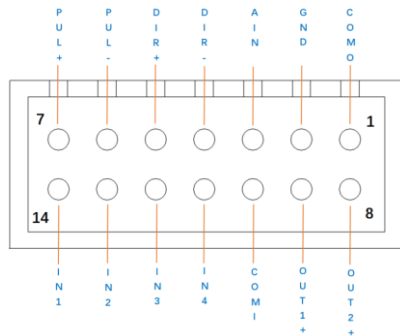 PUL+ PUL- DIR+ DIR- AIN GND COMO
7 1
14 8
IN1 IN2 IN3 IN4 COMI OUT1+ OUT2+